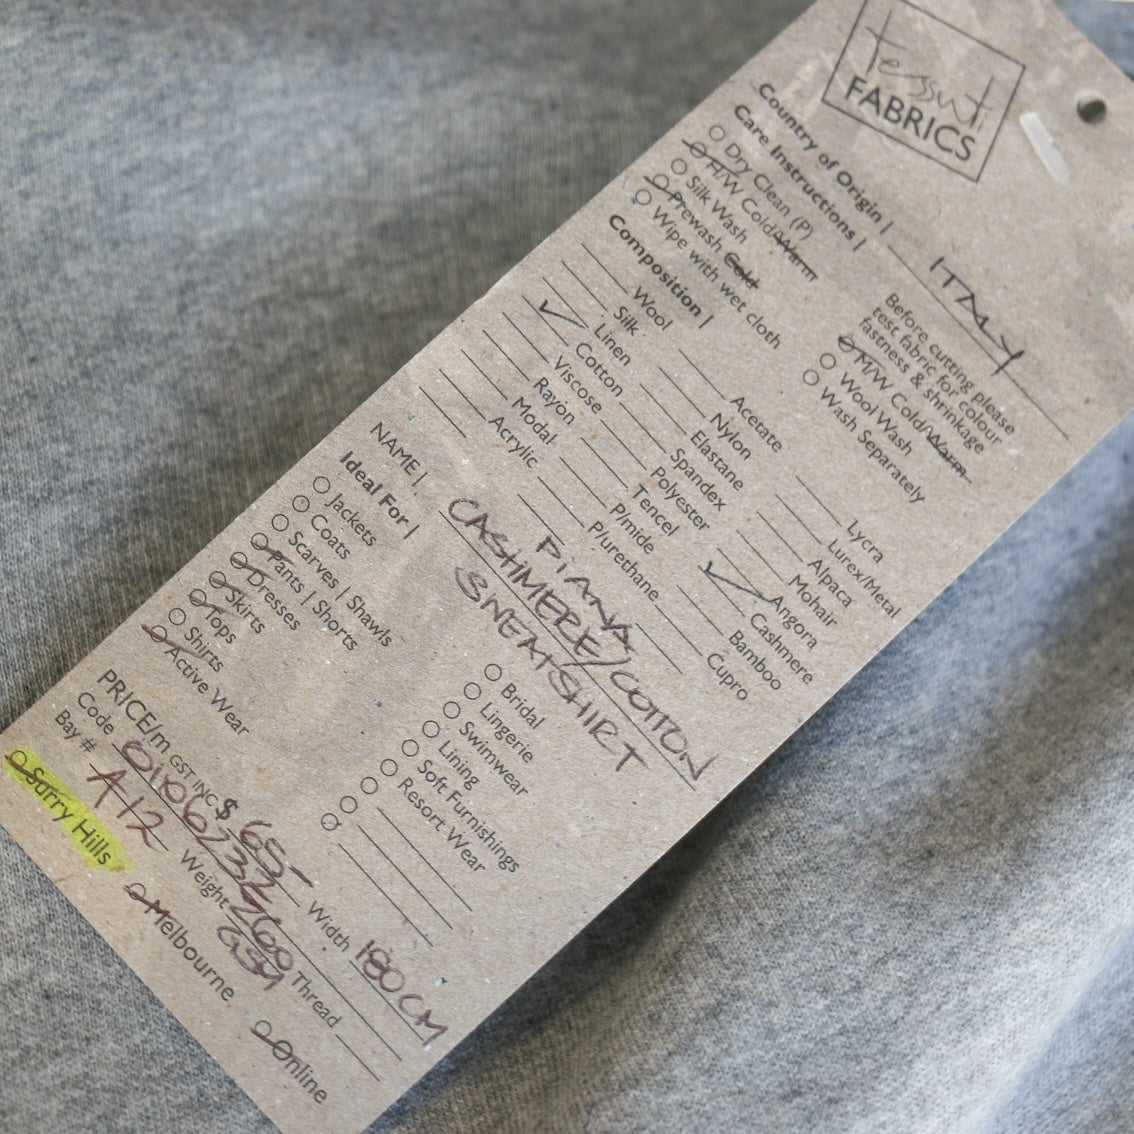 tessuti
FABRICS
Country of Origin | ITALY
Care Instructions |
Dry Clean (P)
H/W Cold/Warm
Silk Wash
Prewash Cold
Wipe with wet cloth
Before cutting please
test fabric for colour
fastness & shrinkage
M/W Cold/Warm
Wool Wash
Wash Separately
Composition |
Wool
Silk
Linen
Cotton
Viscose
Rayon
Modal
Acrylic
Acetate
Nylon
Elastane
Spandex
Polyester
Tencel
P/mide
P/urethane
Lycra
Lurex/Metal
Alpaca
Mohair
Angora
Cashmere
Bamboo
Cupro
NAME | PIANA
CASHMERE/COTTON
SWEATSHIRT
Ideal For |
Jackets
Coats
Scarves | Shawls
Pants | Shorts
Dresses
Skirts
Tops
Shirts
Active Wear
Bridal
Lingerie
Swimwear
Lining
Soft Furnishings
Resort Wear
PRICE/m GST INC $ 65-
Width 180CM
Code
Thread
Bay # A12
Weight 260 GSM
Surry Hills
Melbourne
Online